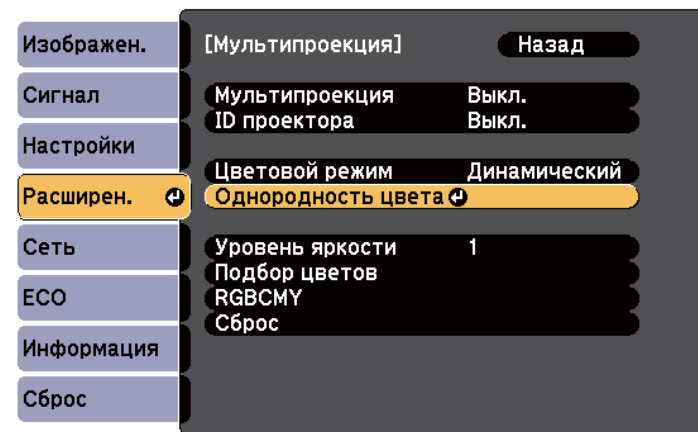 Изображен.
Сигнал
Настройки
Расширен.
Сеть
ECO
Информация
Сброс
[Мультипроекция] Назад
Мультипроекция Выкл.
ID проектора Выкл.
Цветовой режим Динамический
Однородность цвета
Уровень яркости 1
Подбор цветов
RGBCMY
Сброс